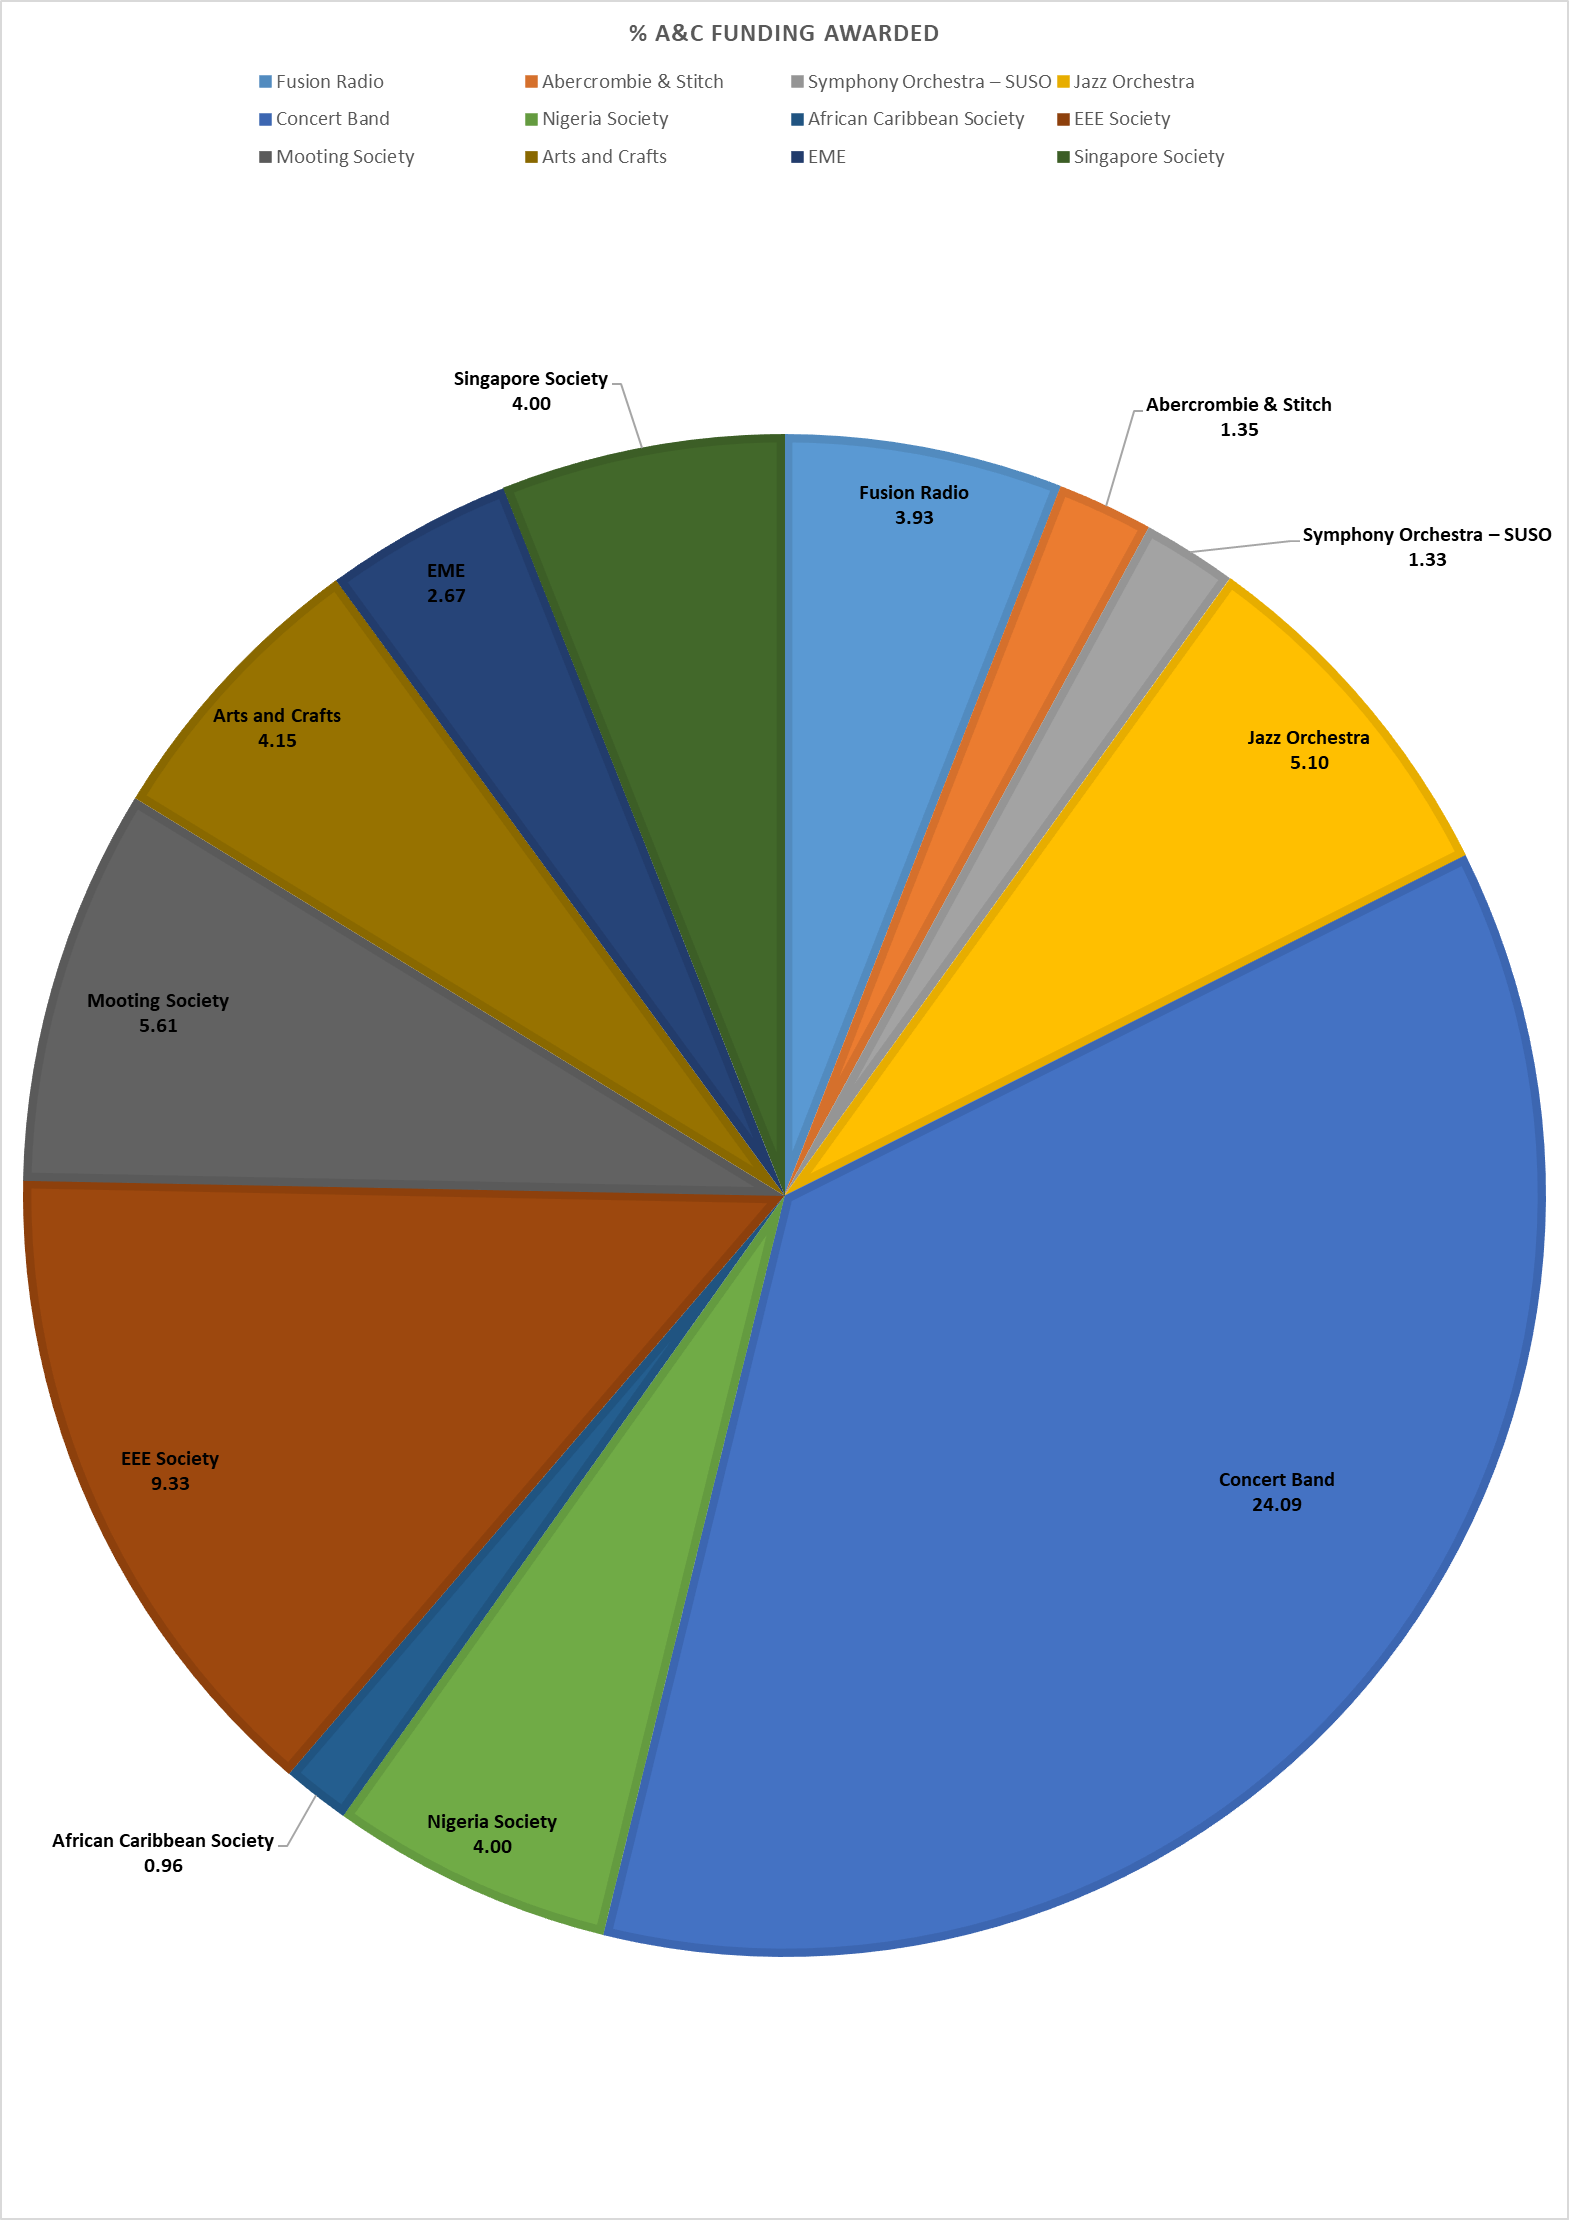 % A&C FUNDING AWARDED
Fusion Radio
Abercrombie & Stitch
Symphony Orchestra – SUSO
Jazz Orchestra
Concert Band
Nigeria Society
African Caribbean Society
EEE Society
Mooting Society
Arts and Crafts
EME
Singapore Society
Singapore Society
4.00
Abercrombie & Stitch
1.35
Fusion Radio
3.93
Symphony Orchestra – SUSO
1.33
EME
2.67
Arts and Crafts
4.15
Jazz Orchestra
5.10
Mooting Society
5.61
EEE Society
9.33
Concert Band
24.09
Nigeria Society
4.00
African Caribbean Society
0.96